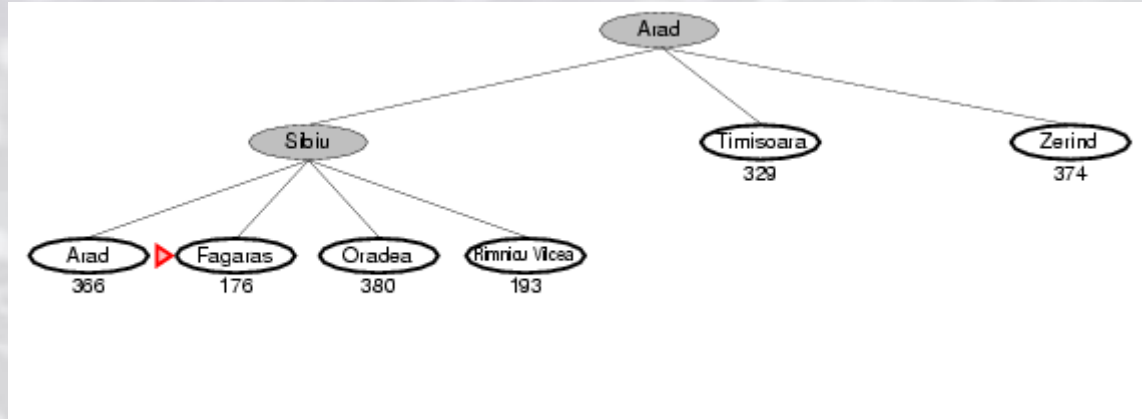 Arad
Sibiu
Timisoara
Zerind
329
374
Arad
Fagaras
Oradea
Rimnicu Vilcea
366
176
380
193